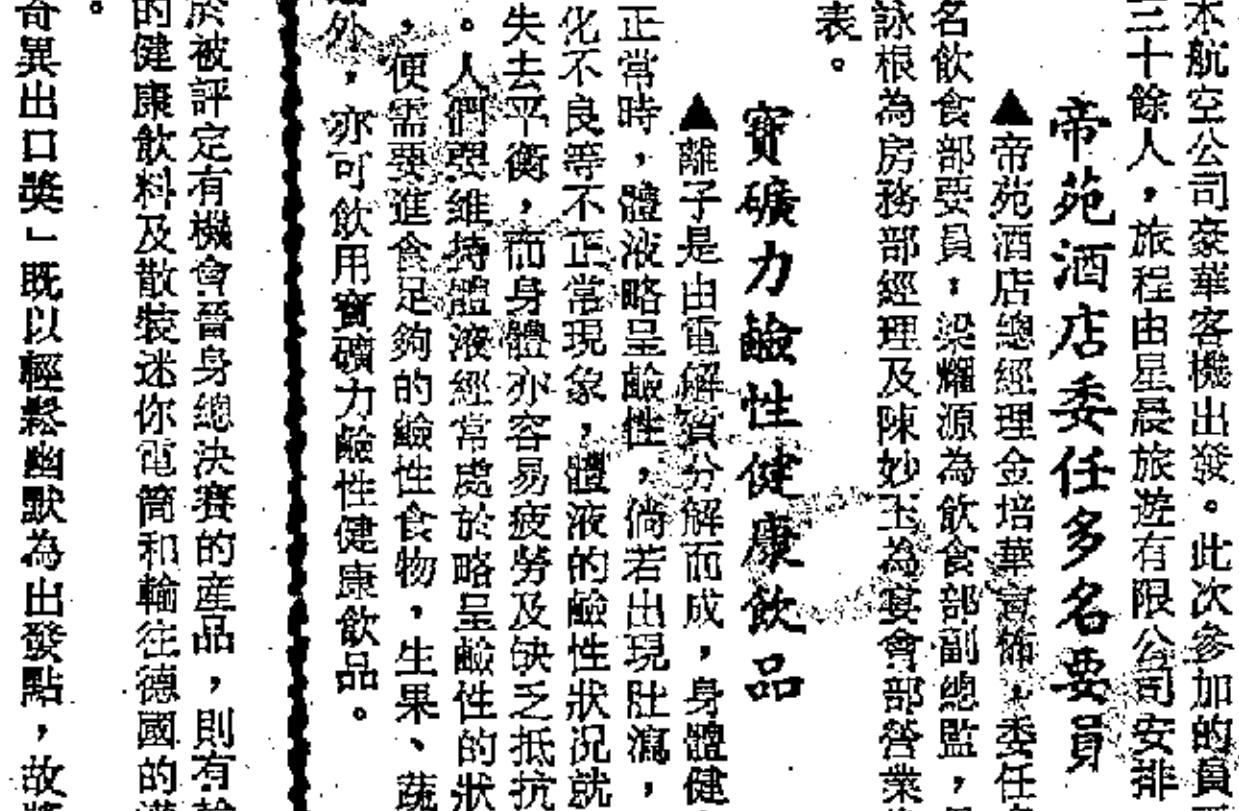 本航空公司豪華客機出發。此次參加的員
三十餘人，旅程由星晨旅遊有限公司安排
帝苑酒店委任多名要員
▲帝苑酒店總經理金培華宣佈，委任
名飲食部要員：梁耀源為飲食部副總監，
詠根為房務部經理及陳妙玉為宴會部營業
表。
寶礦力鹼性健康飲品
▲離子是由電解質分解而成，身體健
正常時，體液略呈鹼性，倘若出現肚瀉，
化不良等不正常現象，體液的鹼性狀況就
失去平衡，而身體亦容易疲勞及缺乏抵抗
。人們要維持體液經常處於略呈鹼性的狀
，便需要進食足夠的鹼性食物，生果、蔬
外，亦可飲用寶礦力鹼性健康飲品。
於被評定有機會晉身總決賽的產品，則有
的健康飲料及散裝迷你電筒和輸往德國的
。
奇異出口獎」既以輕鬆幽默為出發點，故